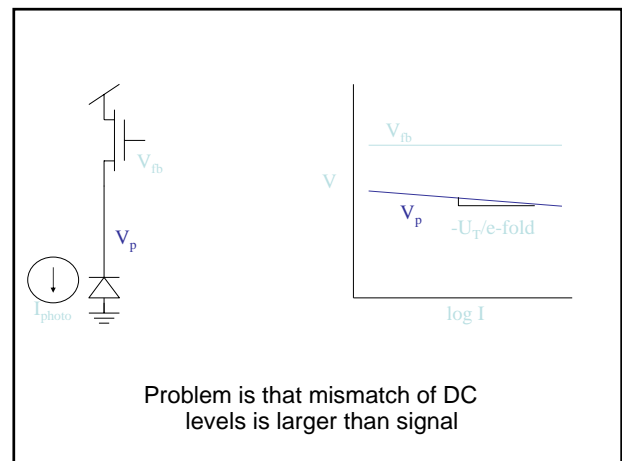 V_fb
V_p
I_photo
V_fb
V
V_p
-U_T/e-fold
log I
Problem is that mismatch of DC
levels is larger than signal